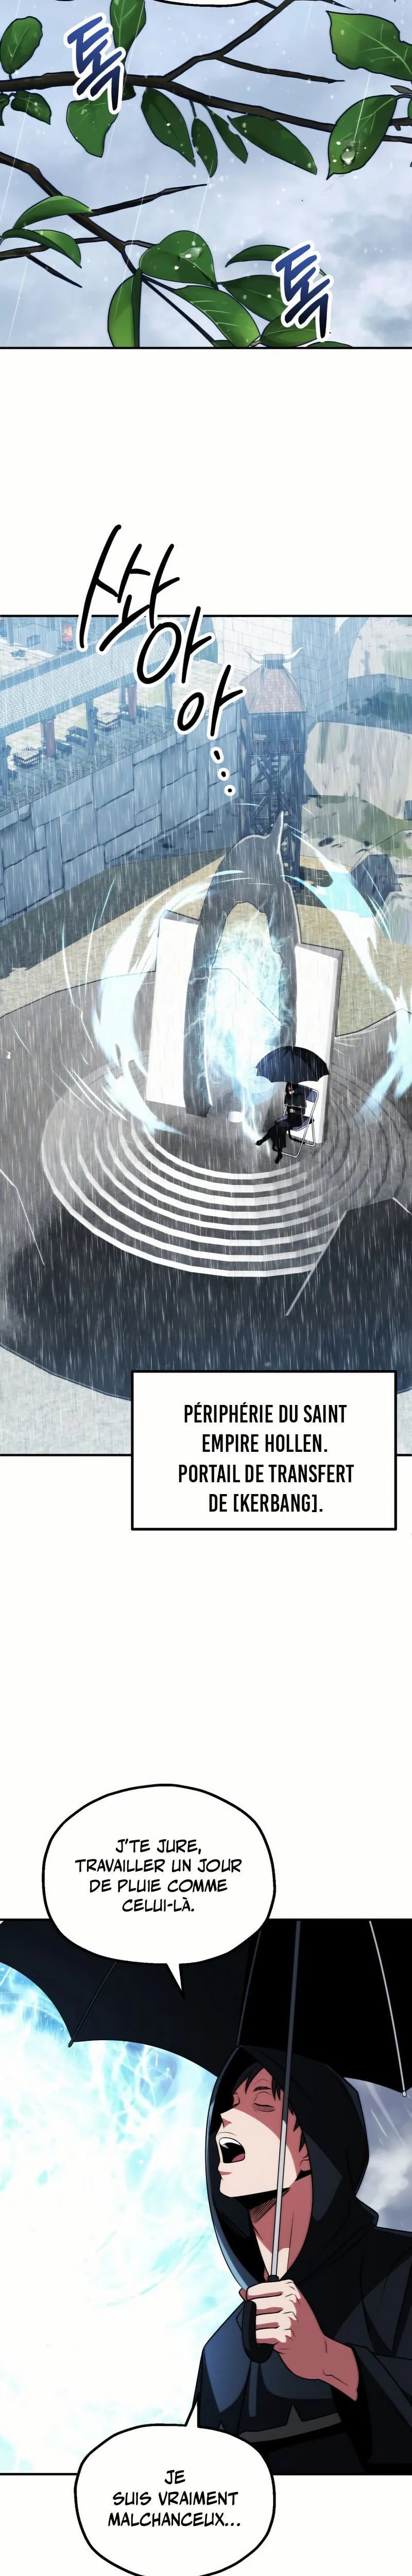 톡
톡
쏴아아...
PÉRIPHÉRIE DU SAINT
EMPIRE HOLLEN.
PORTAIL DE TRANSFERT
DE [KERBANG].
J'TE JURE,
TRAVAILLER UN JOUR
DE PLUIE COMME
CELUI-LÀ.
JE
SUIS VRAIMENT
MALCHANCEUX...